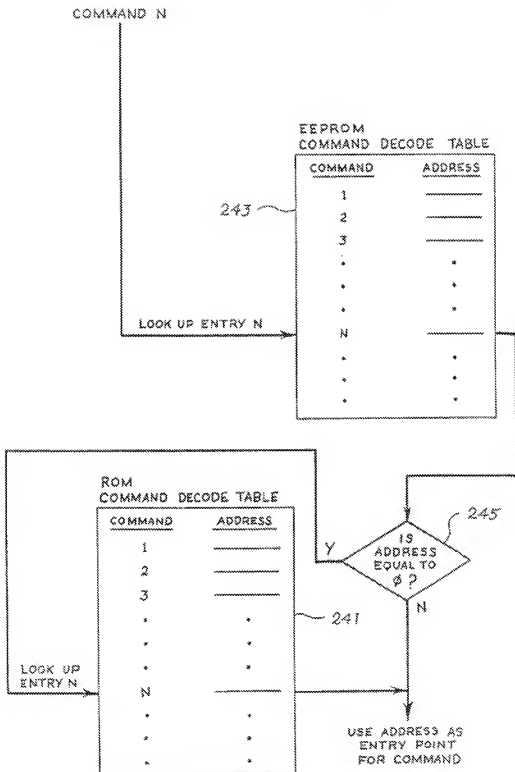 COMMAND N
EEPROM
COMMAND DECODE TABLE
COMMAND ADDRESS
1
2
3
243
LOOK UP ENTRY N
N
ROM
COMMAND DECODE TABLE
COMMAND ADDRESS
1
2
3
241
LOOK UP
ENTRY N
N
IS
ADDRESS
EQUAL TO
ø?
245
Y
N
USE ADDRESS AS
ENTRY POINT
FOR COMMAND